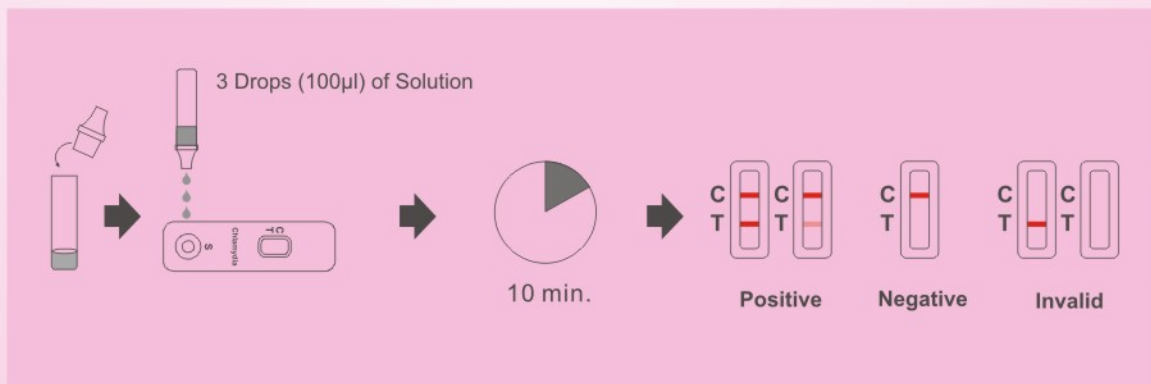 3 Drops (100µl) of Solution
S
Chlamydia
C
T
10 min.
C
T
C
T
Positive
C
T
Negative
C
T
C
Invalid